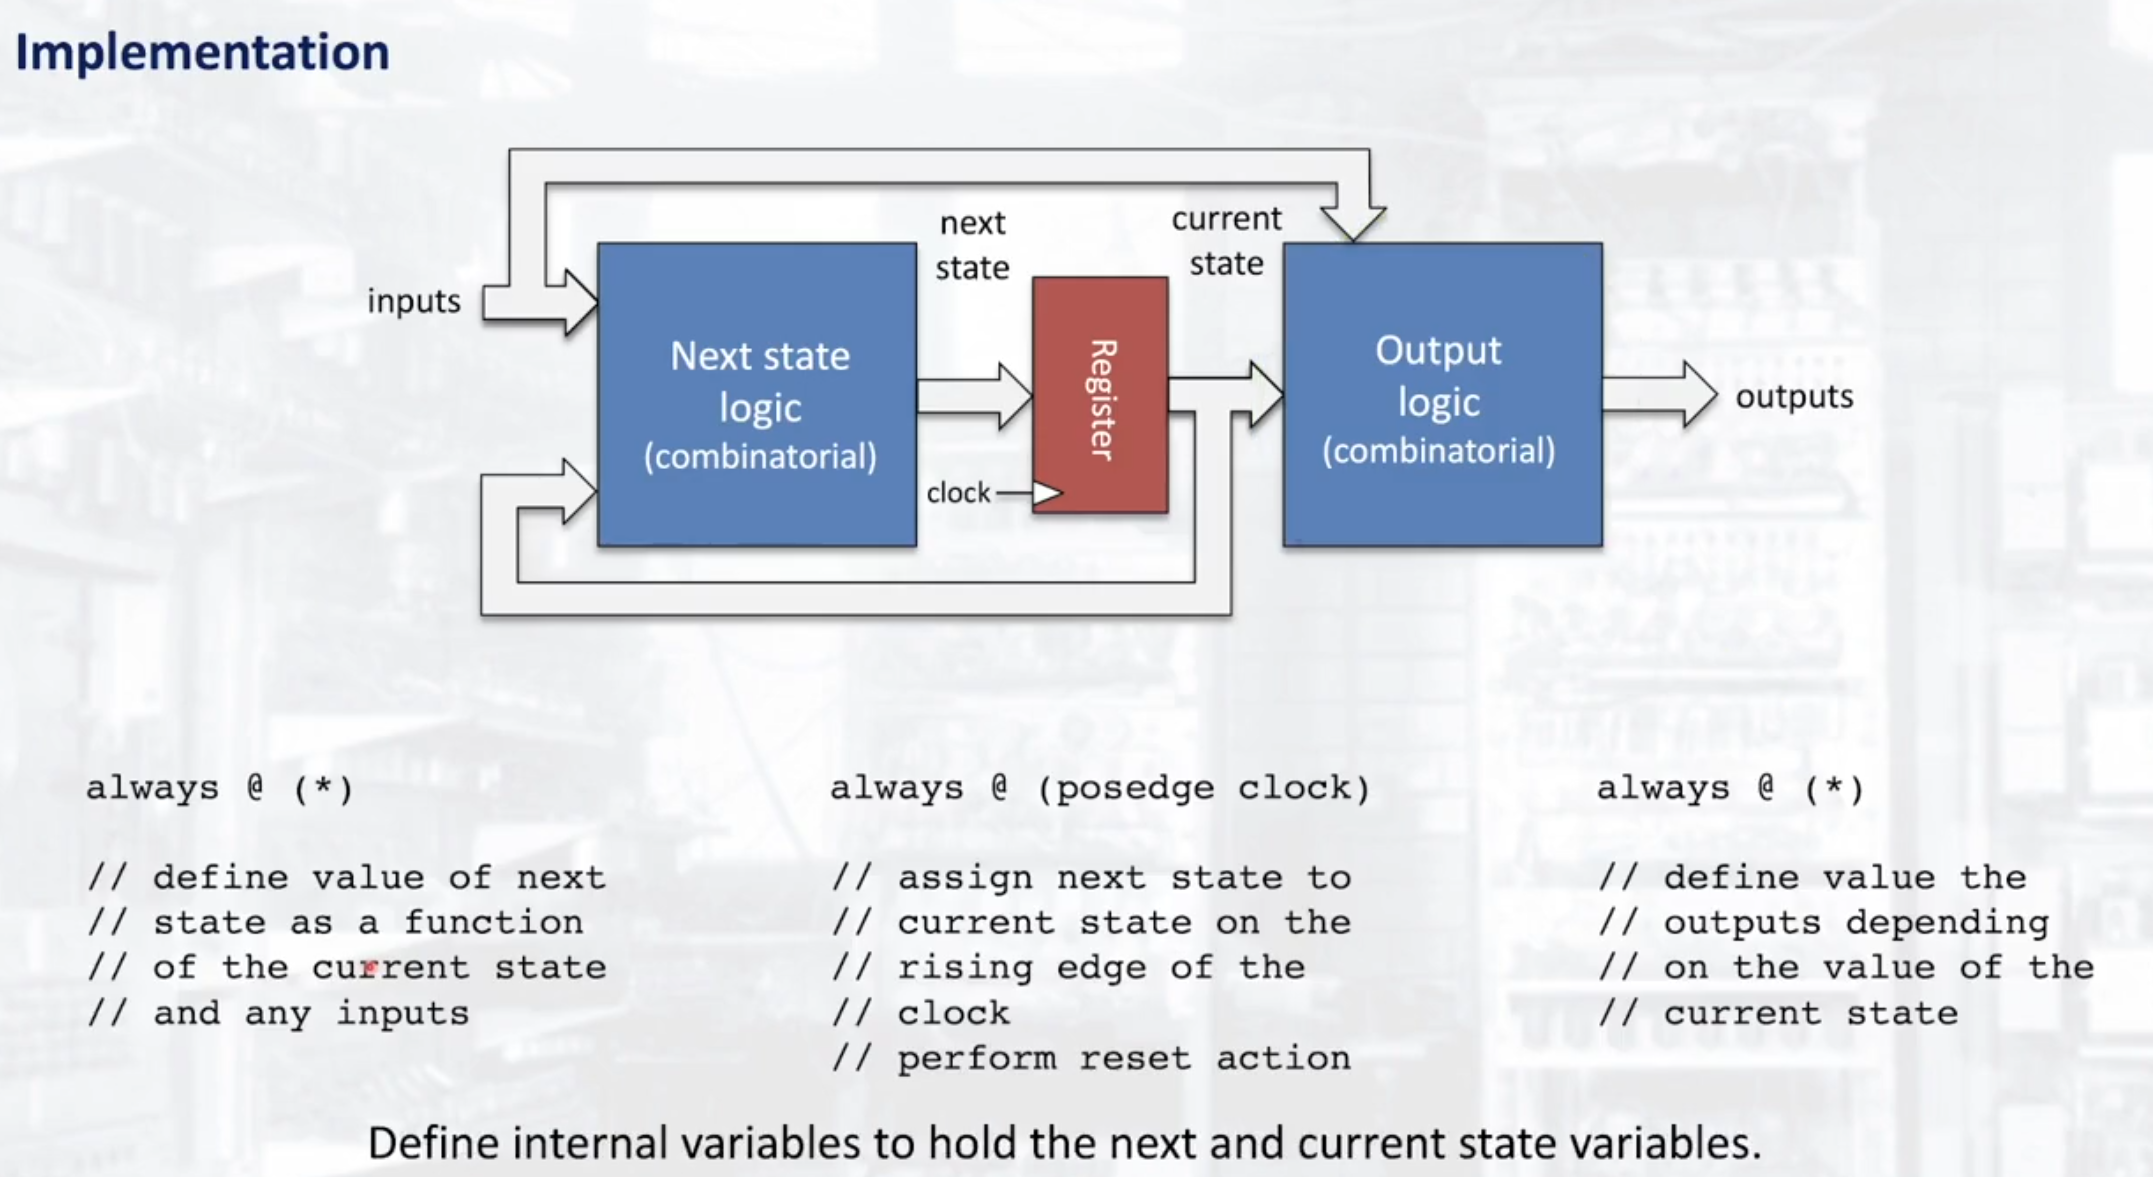 Implementation
inputs
Next state
logic
(combinatorial)
next
state
Register
clock
current
state
Output
logic
(combinatorial)
outputs
always @ (*)
// define value of next
// state as a function
// of the current state
// and any inputs
always @ (posedge clock)
// assign next state to
// current state on the
// rising edge of the
// clock
// perform reset action
always @ (*)
// define value the
// outputs depending
// on the value of the
// current state
Define internal variables to hold the next and current state variables.